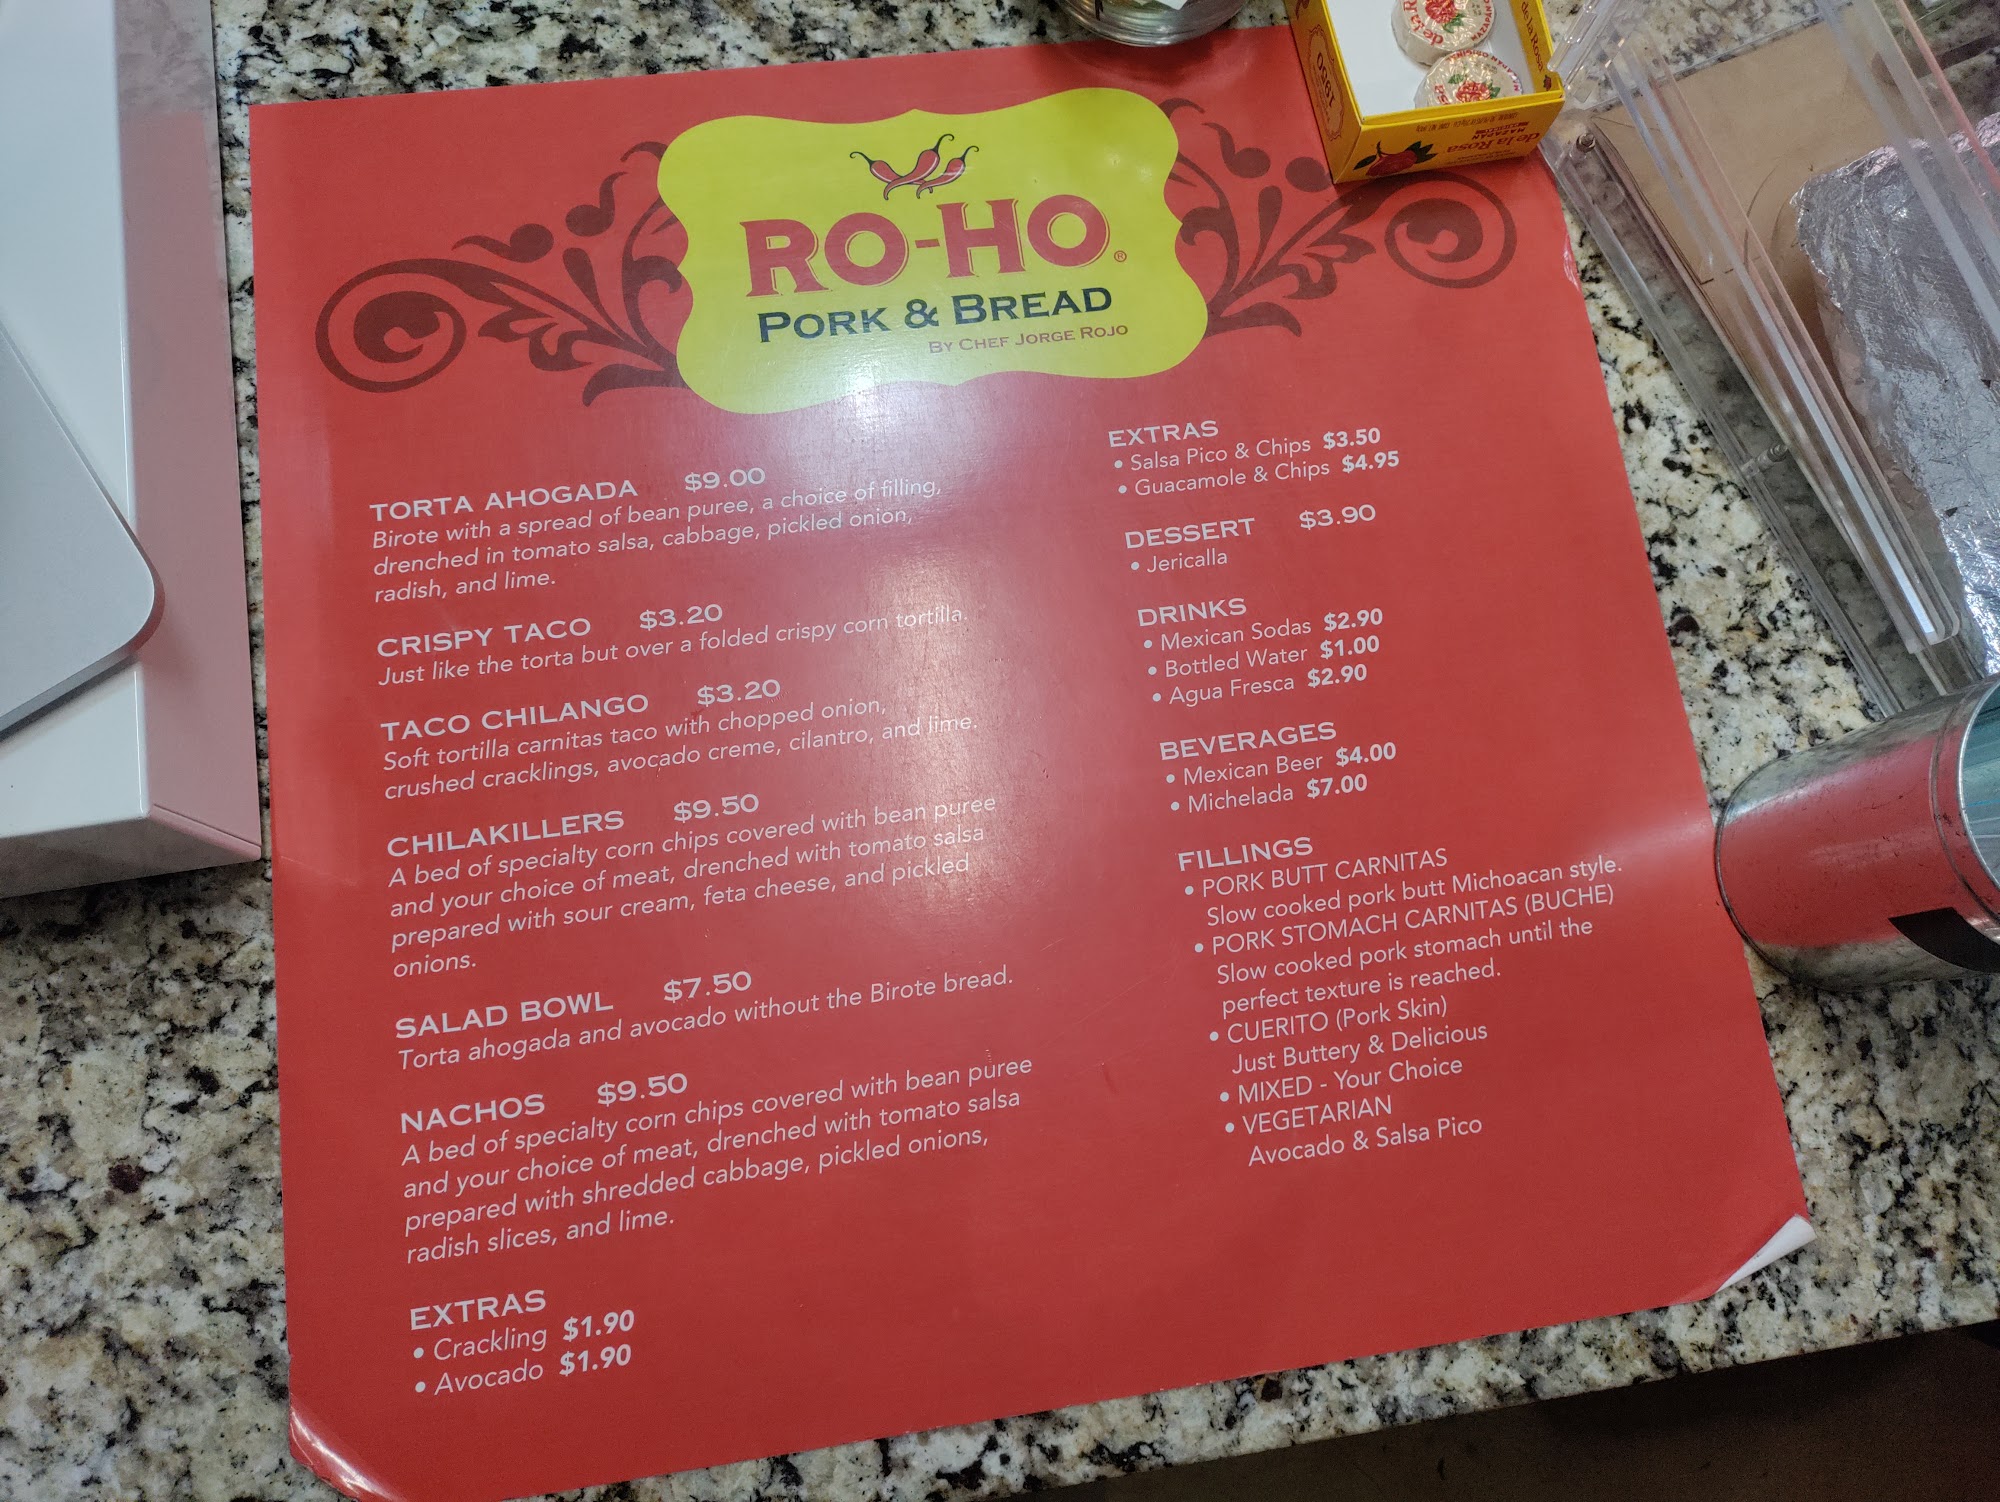 RO-HO®
PORK & BREAD
BY CHEF JORGE ROJO
TORTA AHOGADA $9.00
Birote with a spread of bean puree, a choice of filling,
drenched in tomato salsa, cabbage, pickled onion,
radish, and lime.
CRISPY TACO $3.20
Just like the torta but over a folded crispy corn tortilla.
TACO CHILANGO $3.20
Soft tortilla carnitas taco with chopped onion,
crushed cracklings, avocado creme, cilantro, and lime.
CHILAKILLERS $9.50
A bed of specialty corn chips covered with bean puree
and your choice of meat, drenched with tomato salsa
prepared with sour cream, feta cheese, and pickled
onions.
SALAD BOWL $7.50
Torta ahogada and avocado without the Birote bread.
NACHOS $9.50
A bed of specialty corn chips covered with bean puree
and your choice of meat, drenched with tomato salsa
prepared with shredded cabbage, pickled onions,
radish slices, and lime.
EXTRAS
• Crackling $1.90
• Avocado $1.90
EXTRAS
• Salsa Pico & Chips $3.50
• Guacamole & Chips $4.95
DESSERT $3.90
• Jericalla
DRINKS
• Mexican Sodas $2.90
• Bottled Water $1.00
• Agua Fresca $2.90
BEVERAGES
• Mexican Beer $4.00
• Michelada $7.00
FILLINGS
• PORK BUTT CARNITAS
Slow cooked pork butt Michoacan style.
• PORK STOMACH CARNITAS (BUCHE)
Slow cooked pork stomach until the
perfect texture is reached.
• CUERITO (Pork Skin)
Just Buttery & Delicious
• MIXED - Your Choice
• VEGETARIAN
Avocado & Salsa Pico
de la Rosa
MAZAPAN
1950
de la Rosa